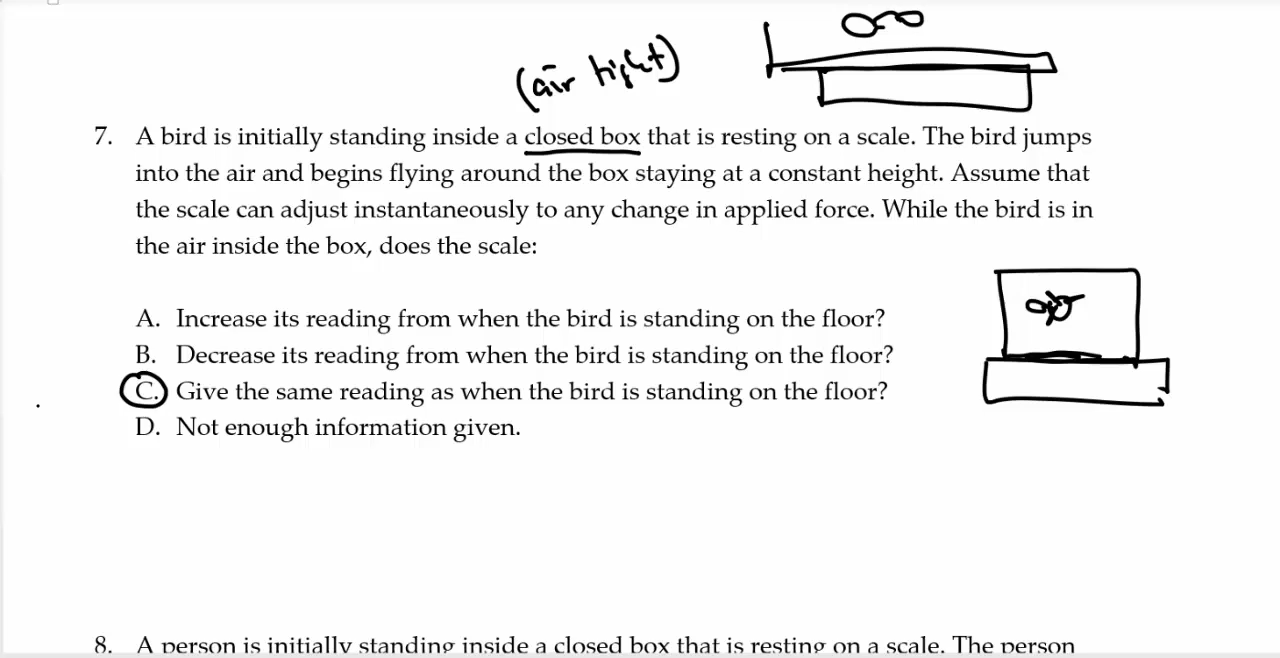 (air tight)
7. A bird is initially standing inside a closed box that is resting on a scale. The bird jumps
into the air and begins flying around the box staying at a constant height. Assume that
the scale can adjust instantaneously to any change in applied force. While the bird is in
the air inside the box, does the scale:
A. Increase its reading from when the bird is standing on the floor?
B. Decrease its reading from when the bird is standing on the floor?
C. Give the same reading as when the bird is standing on the floor?
D. Not enough information given.
8. A person is initially standing inside a closed box that is resting on a scale. The person